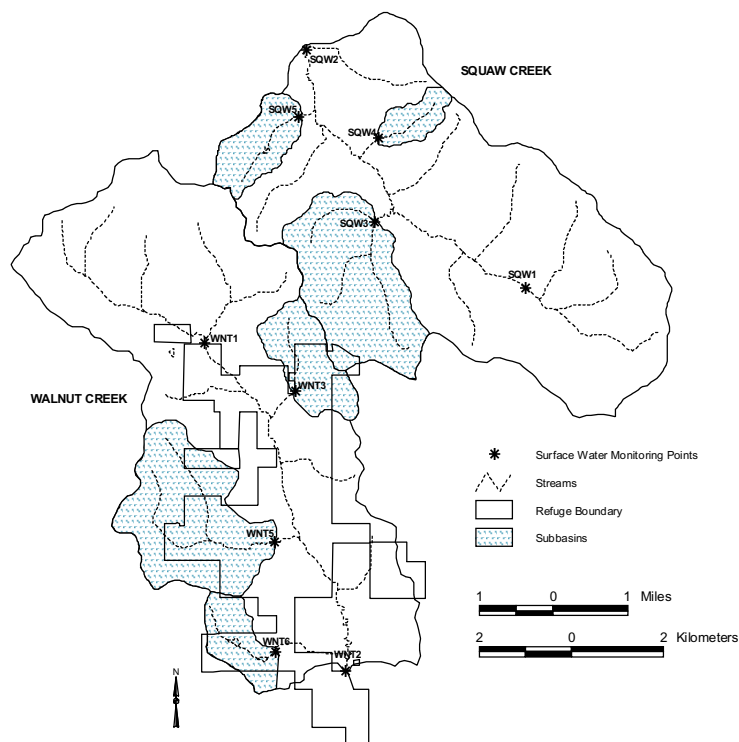 SQW2
SQUAW CREEK
SQW5
SQW4
SQW3
SQW1
WNT1
WNT3
WALNUT CREEK
Surface Water Monitoring Points
Streams
Refuge Boundary
WNT5
Subbasins
1 0 1 Miles
2 0 2 Kilometers
WNT6
WNT2
N